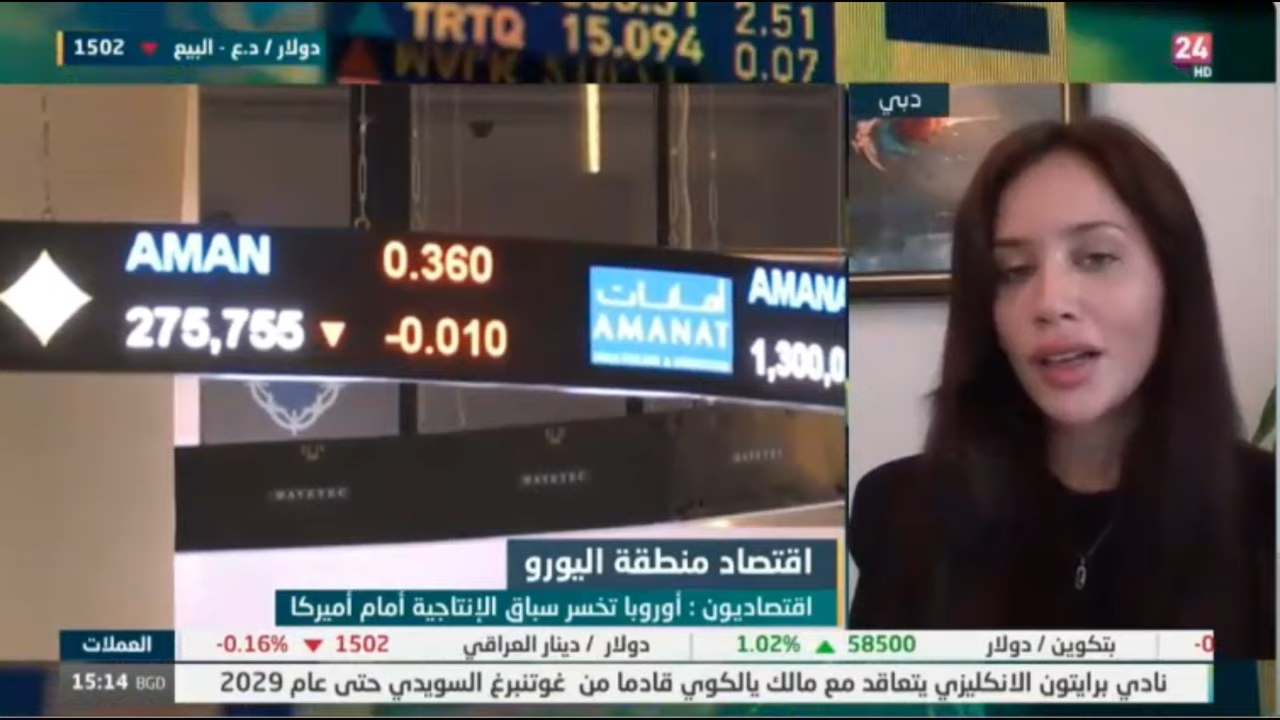 TRTQ 15.094 2.51
0.07
دولار / د.ع - البيع 1502
24
HD
دبي
AMAN 0.360
275,755 -0.010
أمانات
AMANAT
AMANA
1,300,0
MAYZTEC
اقتصاد منطقة اليورو
اقتصاديون : أوروبا تخسر سباق الإنتاجية أمام أميركا
العملات
بتكوين / دولار 58500 1.02%
دولار / دينار العراقي 1502 -0.16%
-0
15:14 BGD
نادي برايتون الانكليزي يتعاقد مع مالك يالكوي قادما من غوتنبرغ السويدي حتى عام 2029